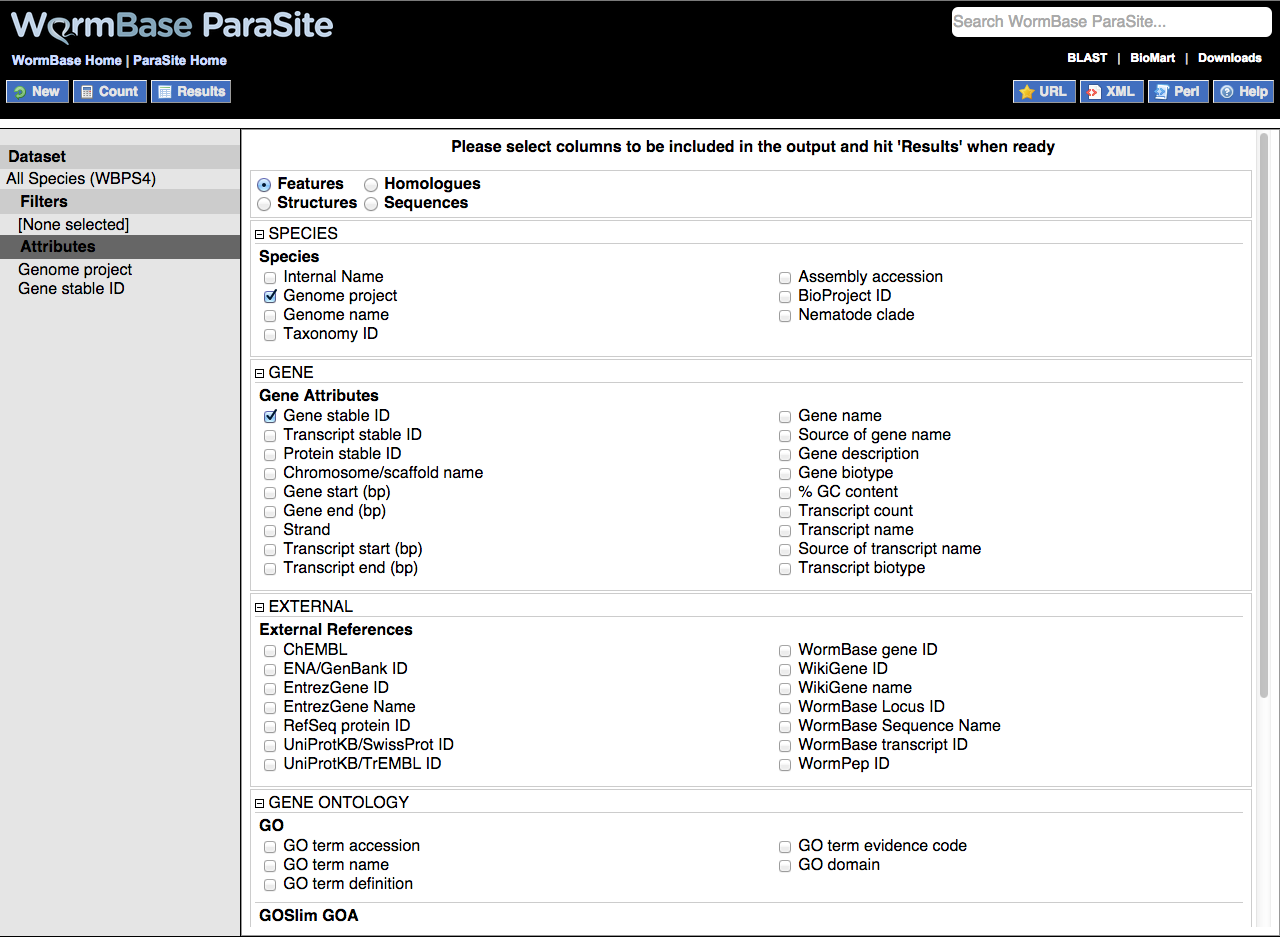 WormBase ParaSite
Search WormBase ParaSite...
WormBase Home | ParaSite Home
BLAST | BioMart | Downloads
New Count Results
URL XML Perl Help
Dataset
All Species (WBPS4)
Filters
[None selected]
Attributes
Genome project
Gene stable ID
Please select columns to be included in the output and hit 'Results' when ready
Features Homologues
Structures Sequences
SPECIES
Species
Internal Name
Genome project
Genome name
Taxonomy ID
Assembly accession
BioProject ID
Nematode clade
GENE
Gene Attributes
Gene stable ID
Transcript stable ID
Protein stable ID
Chromosome/scaffold name
Gene start (bp)
Gene end (bp)
Strand
Transcript start (bp)
Transcript end (bp)
Gene name
Source of gene name
Gene description
Gene biotype
% GC content
Transcript count
Transcript name
Source of transcript name
Transcript biotype
EXTERNAL
External References
ChEMBL
ENA/GenBank ID
EntrezGene ID
EntrezGene Name
RefSeq protein ID
UniProtKB/SwissProt ID
UniProtKB/TrEMBL ID
WormBase gene ID
WikiGene ID
WikiGene name
WormBase Locus ID
WormBase Sequence Name
WormBase transcript ID
WormPep ID
GENE ONTOLOGY
GO
GO term accession
GO term name
GO term definition
GO term evidence code
GO domain
GOSlim GOA